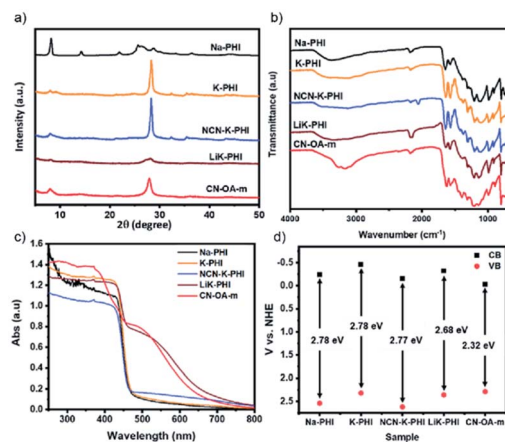 a)
Intensity (a.u.)
Na-PHI
K-PHI
NCN-K-PHI
LiK-PHI
CN-OA-m
10 20 30 40 50
2θ (degree)
b)
Transmittance (a.u)
Na-PHI
K-PHI
NCN-K-PHI
LiK-PHI
CN-OA-m
4000 3000 2000 1000
Wavenumber (cm-1)
c)
Abs (a.u)
1.6
1.4
1.2
1.0
0.8
0.6
0.4
0.2
0.0
Na-PHI
K-PHI
NCN-K-PHI
LiK-PHI
CN-OA-m
300 400 500 600 700 800
Wavelength (nm)
d)
V vs. NHE
-0.5
0.0
0.5
1.0
1.5
2.0
2.5
CB
VB
2.78 eV
2.78 eV
2.77 eV
2.68 eV
2.32 eV
Na-PHI K-PHI NCN-K-PHI LiK-PHI CN-OA-m
Sample